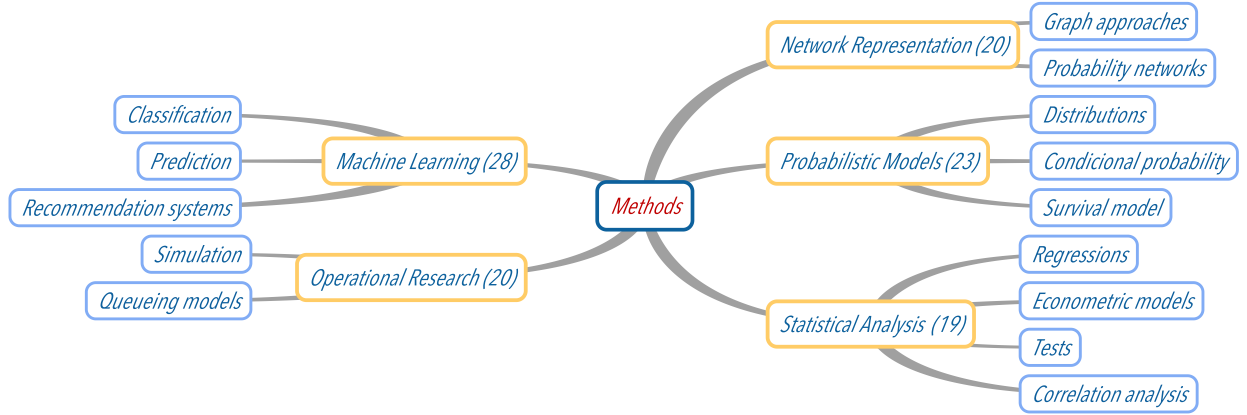 Methods
Network Representation (20)
Graph approaches
Probability networks
Probabilistic Models (23)
Distributions
Condicional probability
Survival model
Statistical Analysis (19)
Regressions
Econometric models
Tests
Correlation analysis
Machine Learning (28)
Classification
Prediction
Recommendation systems
Operational Research (20)
Simulation
Queueing models